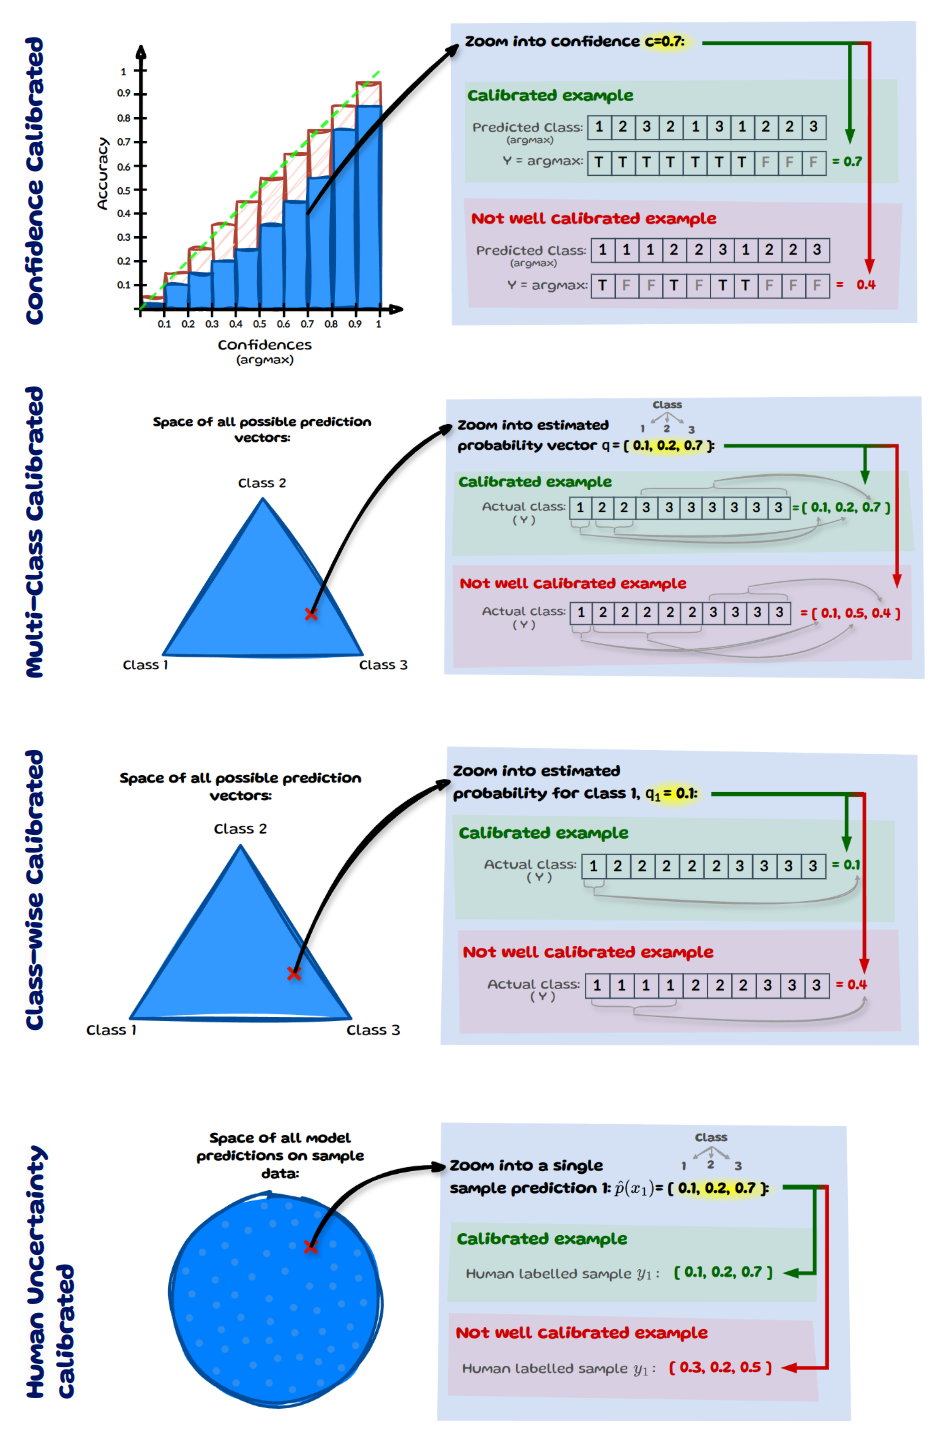 Confidence Calibrated
Accuracy
1
0.9
0.8
0.7
0.6
0.5
0.4
0.3
0.2
0.1
0.1 0.2 0.3 0.4 0.5 0.6 0.7 0.8 0.9 1
Confidences
(argmax)
Zoom into confidence c=0.7:
Calibrated example
Predicted Class: 1 2 3 2 1 3 1 2 2 3
(argmax)
Y = argmax: T T T T T T T F F F = 0.7
Not well calibrated example
Predicted Class: 1 1 1 2 2 3 1 2 2 3
(argmax)
Y = argmax: T F F T F T T F F F = 0.4
Multi-Class Calibrated
Space of all possible prediction
vectors:
Class 2
Class 1
Class 3
Class
1 2 3
Zoom into estimated
probability vector q = [ 0.1, 0.2, 0.7 ]:
Calibrated example
Actual class: 1 2 2 3 3 3 3 3 3 3 = [ 0.1, 0.2, 0.7 ]
( Y )
Not well calibrated example
Actual class: 1 2 2 2 2 2 3 3 3 3 = [ 0.1, 0.5, 0.4 ]
( Y )
Class-wise Calibrated
Space of all possible prediction
vectors:
Class 2
Class 1
Class 3
Zoom into estimated
probability for class 1, q₁ = 0.1:
Calibrated example
Actual class: 1 2 2 2 2 2 3 3 3 3 = 0.1
( Y )
Not well calibrated example
Actual class: 1 1 1 1 2 2 2 3 3 3 = 0.4
( Y )
Human Uncertainty
calibrated
Space of all model
predictions on sample
data:
Class
1 2 3
Zoom into a single
sample prediction 1: p̂(x₁)= [ 0.1, 0.2, 0.7 ]:
Calibrated example
Human labelled sample y₁ : [ 0.1, 0.2, 0.7 ]
Not well calibrated example
Human labelled sample y₁ : [ 0.3, 0.2, 0.5 ]